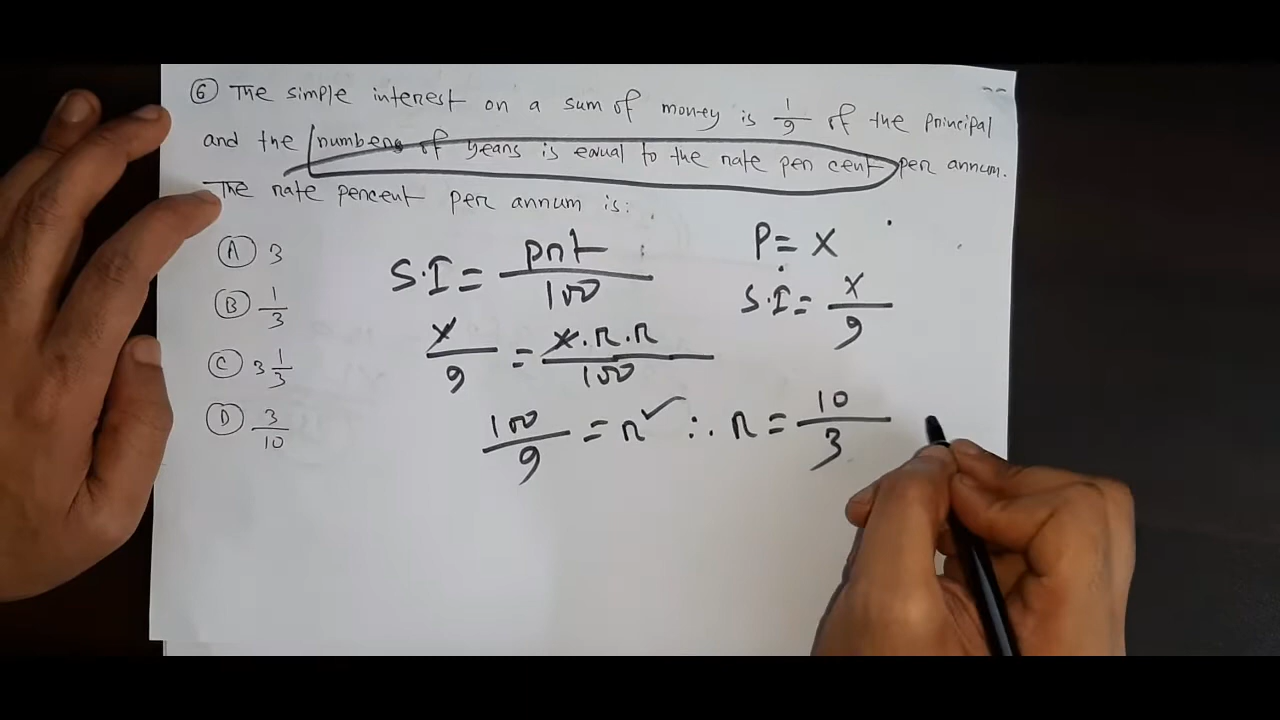 6 The simple interest on a sum of money is 1/9 of the principal
and the numbers of years is equal to the rate per cent per annum.
The rate percent per annum is:
A 3
B 1/3
C 3 1/3
D 3/10
S.I = prt/100
x/9 = x.r.r/100
100/9 = r ✓ ∴ r = 10/3
P = x
S.I = x/9